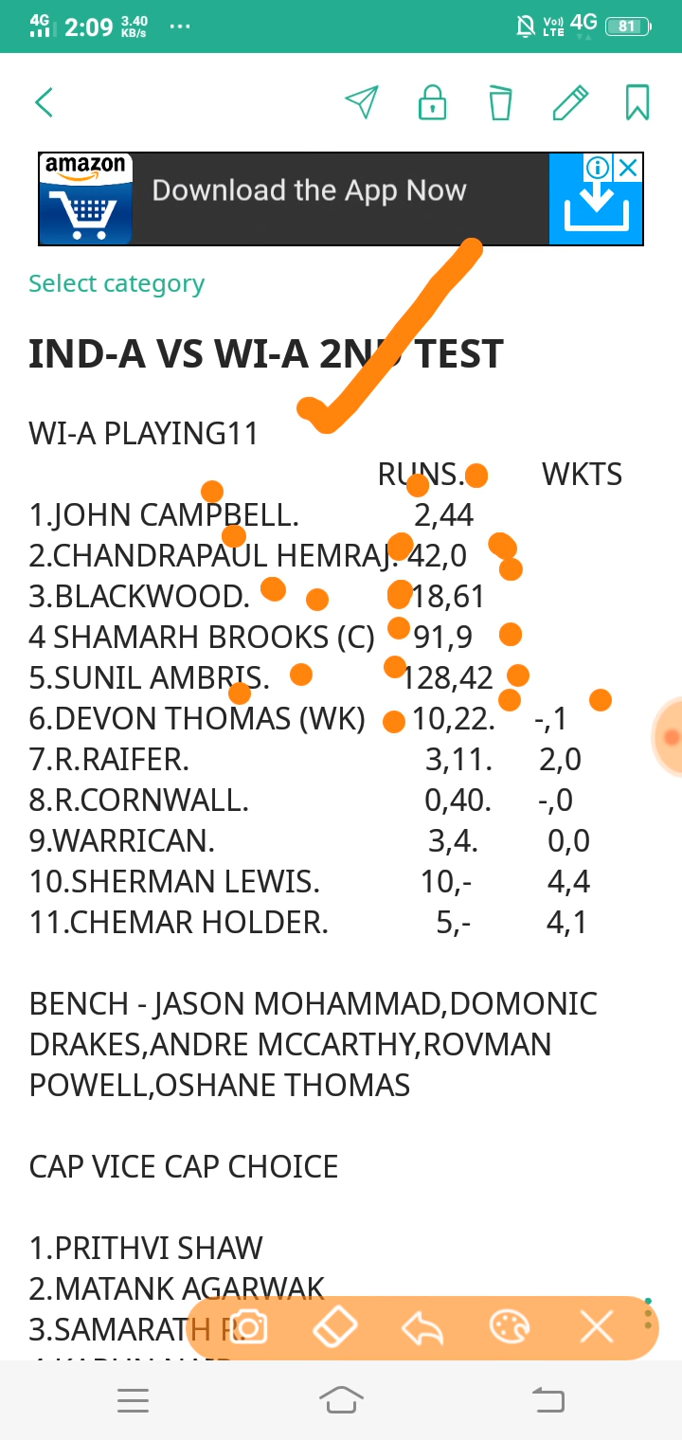 4G 2:09 3.40 KB/s ... Vo)) LTE 4G 81
amazon
Download the App Now
Select category
IND-A VS WI-A 2ND TEST
WI-A PLAYING11
RUNS. WKTS
1.JOHN CAMPBELL. 2,44
2.CHANDRAPAUL HEMRAJ. 42,0
3.BLACKWOOD. 18,61
4 SHAMARH BROOKS (C) 91,9
5.SUNIL AMBRIS. 128,42
6.DEVON THOMAS (WK) 10,22. -,1
7.R.RAIFER. 3,11. 2,0
8.R.CORNWALL. 0,40. -,0
9.WARRICAN. 3,4. 0,0
10.SHERMAN LEWIS. 10,- 4,4
11.CHEMAR HOLDER. 5,- 4,1
BENCH - JASON MOHAMMAD,DOMONIC
DRAKES,ANDRE MCCARTHY,ROVMAN
POWELL,OSHANE THOMAS
CAP VICE CAP CHOICE
1.PRITHVI SHAW
2.MATANK AGARWAK
3.SAMARATH R.